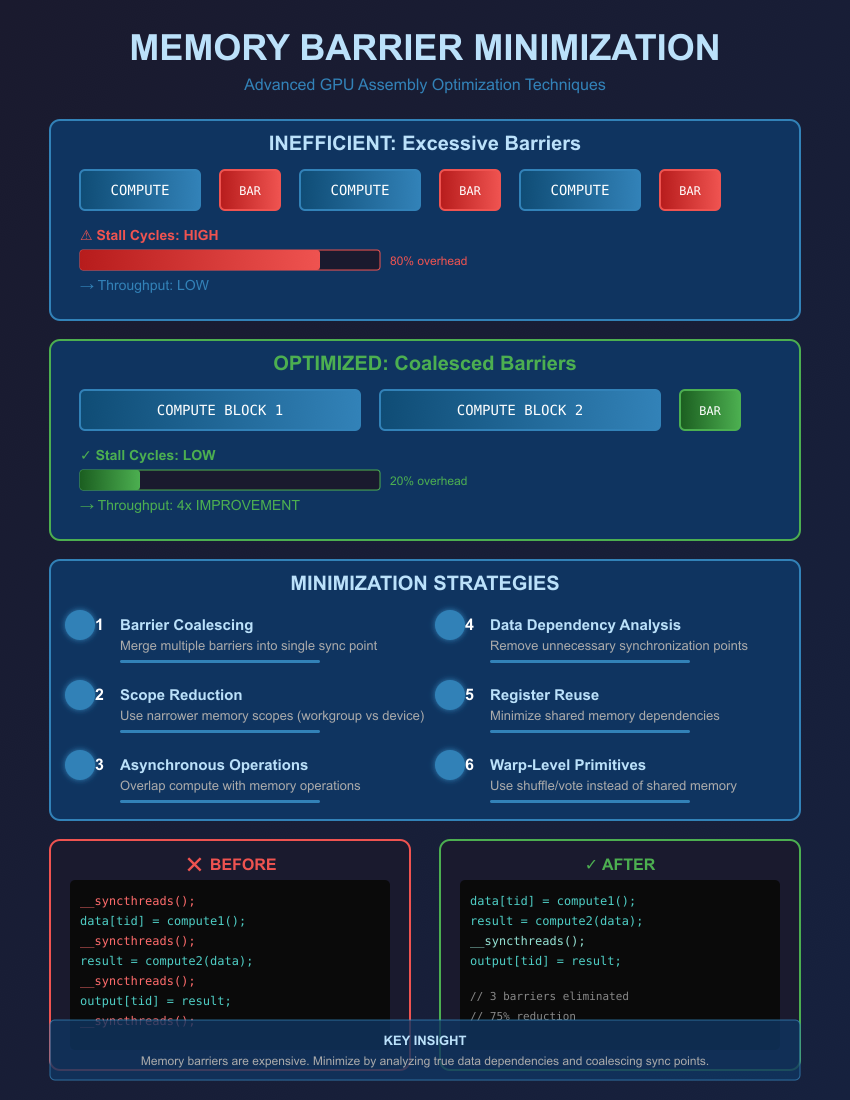 MEMORY BARRIER MINIMIZATION
Advanced GPU Assembly Optimization Techniques
INEFFICIENT: Excessive Barriers
COMPUTE BAR COMPUTE BAR COMPUTE BAR
⚠ Stall Cycles: HIGH
80% overhead
→ Throughput: LOW
OPTIMIZED: Coalesced Barriers
COMPUTE BLOCK 1 COMPUTE BLOCK 2 BAR
✓ Stall Cycles: LOW
20% overhead
→ Throughput: 4x IMPROVEMENT
MINIMIZATION STRATEGIES
1 Barrier Coalescing
Merge multiple barriers into single sync point
2 Scope Reduction
Use narrower memory scopes (workgroup vs device)
3 Asynchronous Operations
Overlap compute with memory operations
4 Data Dependency Analysis
Remove unnecessary synchronization points
5 Register Reuse
Minimize shared memory dependencies
6 Warp-Level Primitives
Use shuffle/vote instead of shared memory
❌ BEFORE
__syncthreads();
data[tid] = compute1();
__syncthreads();
result = compute2(data);
__syncthreads();
output[tid] = result;
__syncthreads();
✓ AFTER
data[tid] = compute1();
result = compute2(data);
__syncthreads();
output[tid] = result;
// 3 barriers eliminated
// 75% reduction
KEY INSIGHT
Memory barriers are expensive. Minimize by analyzing true data dependencies and coalescing sync points.